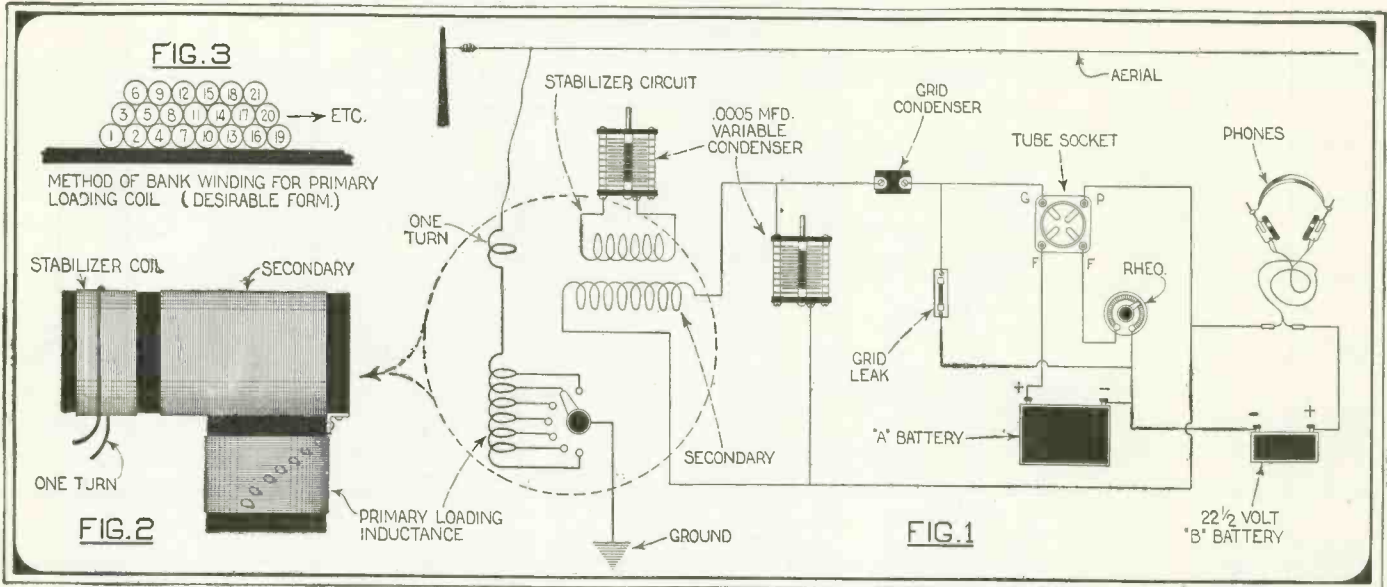 FIG.3
6 9 12 15 18 21
3 5 8 11 14 17 20 → ETC.
1 2 4 7 10 13 16 19
METHOD OF BANK WINDING FOR PRIMARY
LOADING COIL (DESIRABLE FORM.)
STABILIZER COIL
SECONDARY
ONE TURN
FIG.2
PRIMARY LOADING
INDUCTANCE
AERIAL
STABILIZER CIRCUIT
.0005 MFD.
VARIABLE
CONDENSER
GRID
CONDENSER
TUBE SOCKET
PHONES
ONE
TURN
G P
F F
RHEO.
GRID
LEAK
+ -
"A" BATTERY
- +
SECONDARY
GROUND
FIG.1
22 1/2 VOLT
"B" BATTERY